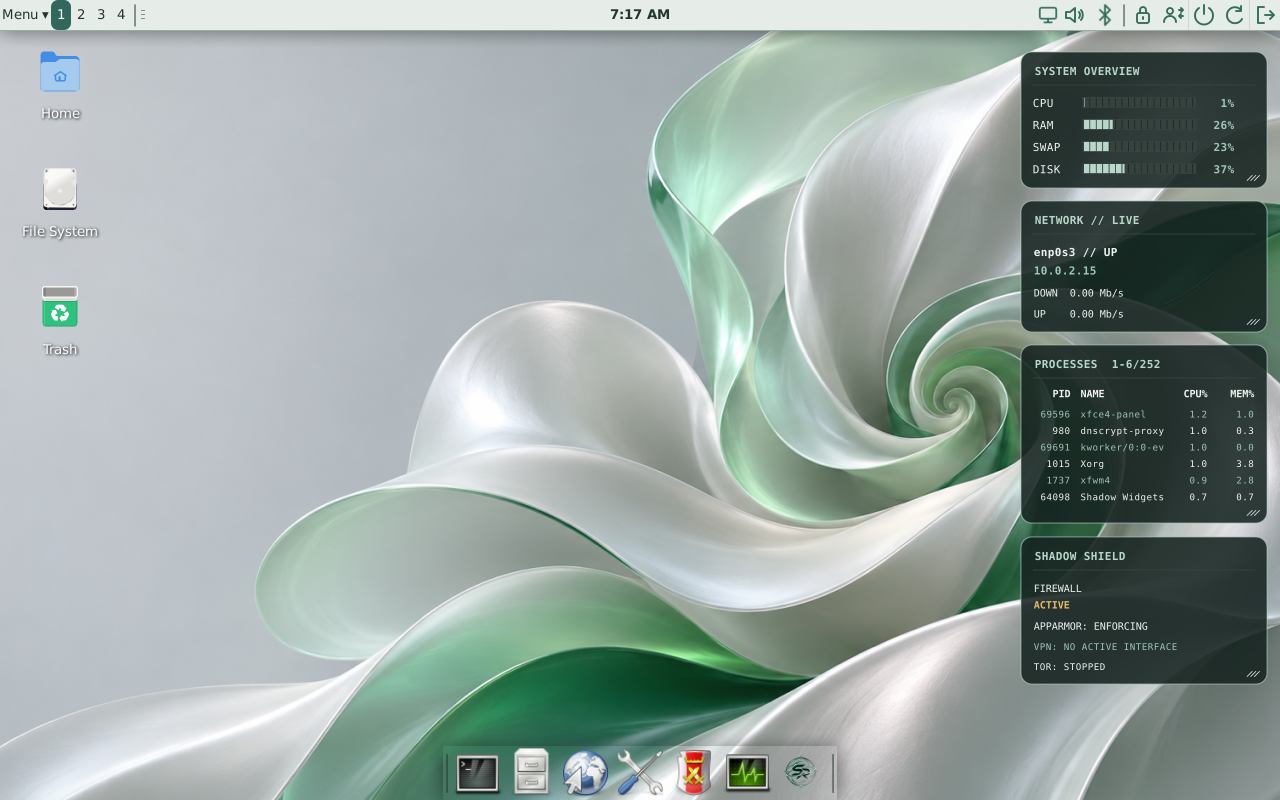 Menu ▾ 1 2 3 4
7:17 AM
Home
File System
Trash
SYSTEM OVERVIEW
CPU 1%
RAM 26%
SWAP 23%
DISK 37%
NETWORK // LIVE
enp0s3 // UP
10.0.2.15
DOWN 0.00 Mb/s
UP 0.00 Mb/s
PROCESSES 1-6/252
PID NAME CPU% MEM%
69596 xfce4-panel 1.2 1.0
980 dnscrypt-proxy 1.0 0.3
69691 kworker/0:0-ev 1.0 0.0
1015 Xorg 1.0 3.8
1737 xfwm4 0.9 2.8
64098 Shadow Widgets 0.7 0.7
SHADOW SHIELD
FIREWALL
ACTIVE
APPARMOR: ENFORCING
VPN: NO ACTIVE INTERFACE
TOR: STOPPED